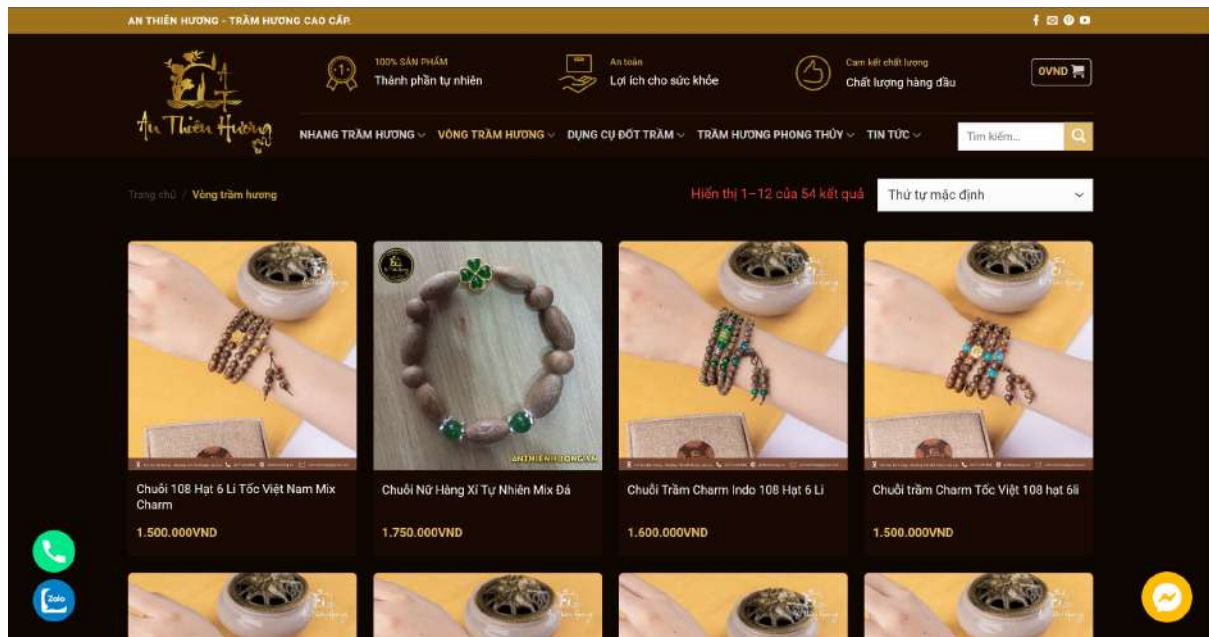 AN THIÊN HƯƠNG - TRẦM HƯƠNG CAO CẤP.
An Thiên Hương
100% SẢN PHẨM
Thành phần tự nhiên
An toàn
Lợi ích cho sức khỏe
Cam kết chất lượng
Chất lượng hàng đầu
0VND
NHANG TRẦM HƯƠNG
VÒNG TRẦM HƯƠNG
DỤNG CỤ ĐỐT TRẦM
TRẦM HƯƠNG PHONG THỦY
TIN TỨC
Tìm kiếm...
Trang chủ / Vòng trầm hương
Hiển thị 1–12 của 54 kết quả
Thứ tự mặc định
ANTHIENHUONG.VN
Chuỗi 108 Hạt 6 Li Tốc Việt Nam Mix
Charm
1.500.000VND
Chuỗi Nữ Hàng Xí Tự Nhiên Mix Đá
1.750.000VND
Chuỗi Trầm Charm Indo 108 Hạt 6 Li
1.600.000VND
Chuỗi trầm Charm Tốc Việt 108 hạt 6li
1.500.000VND
Zalo